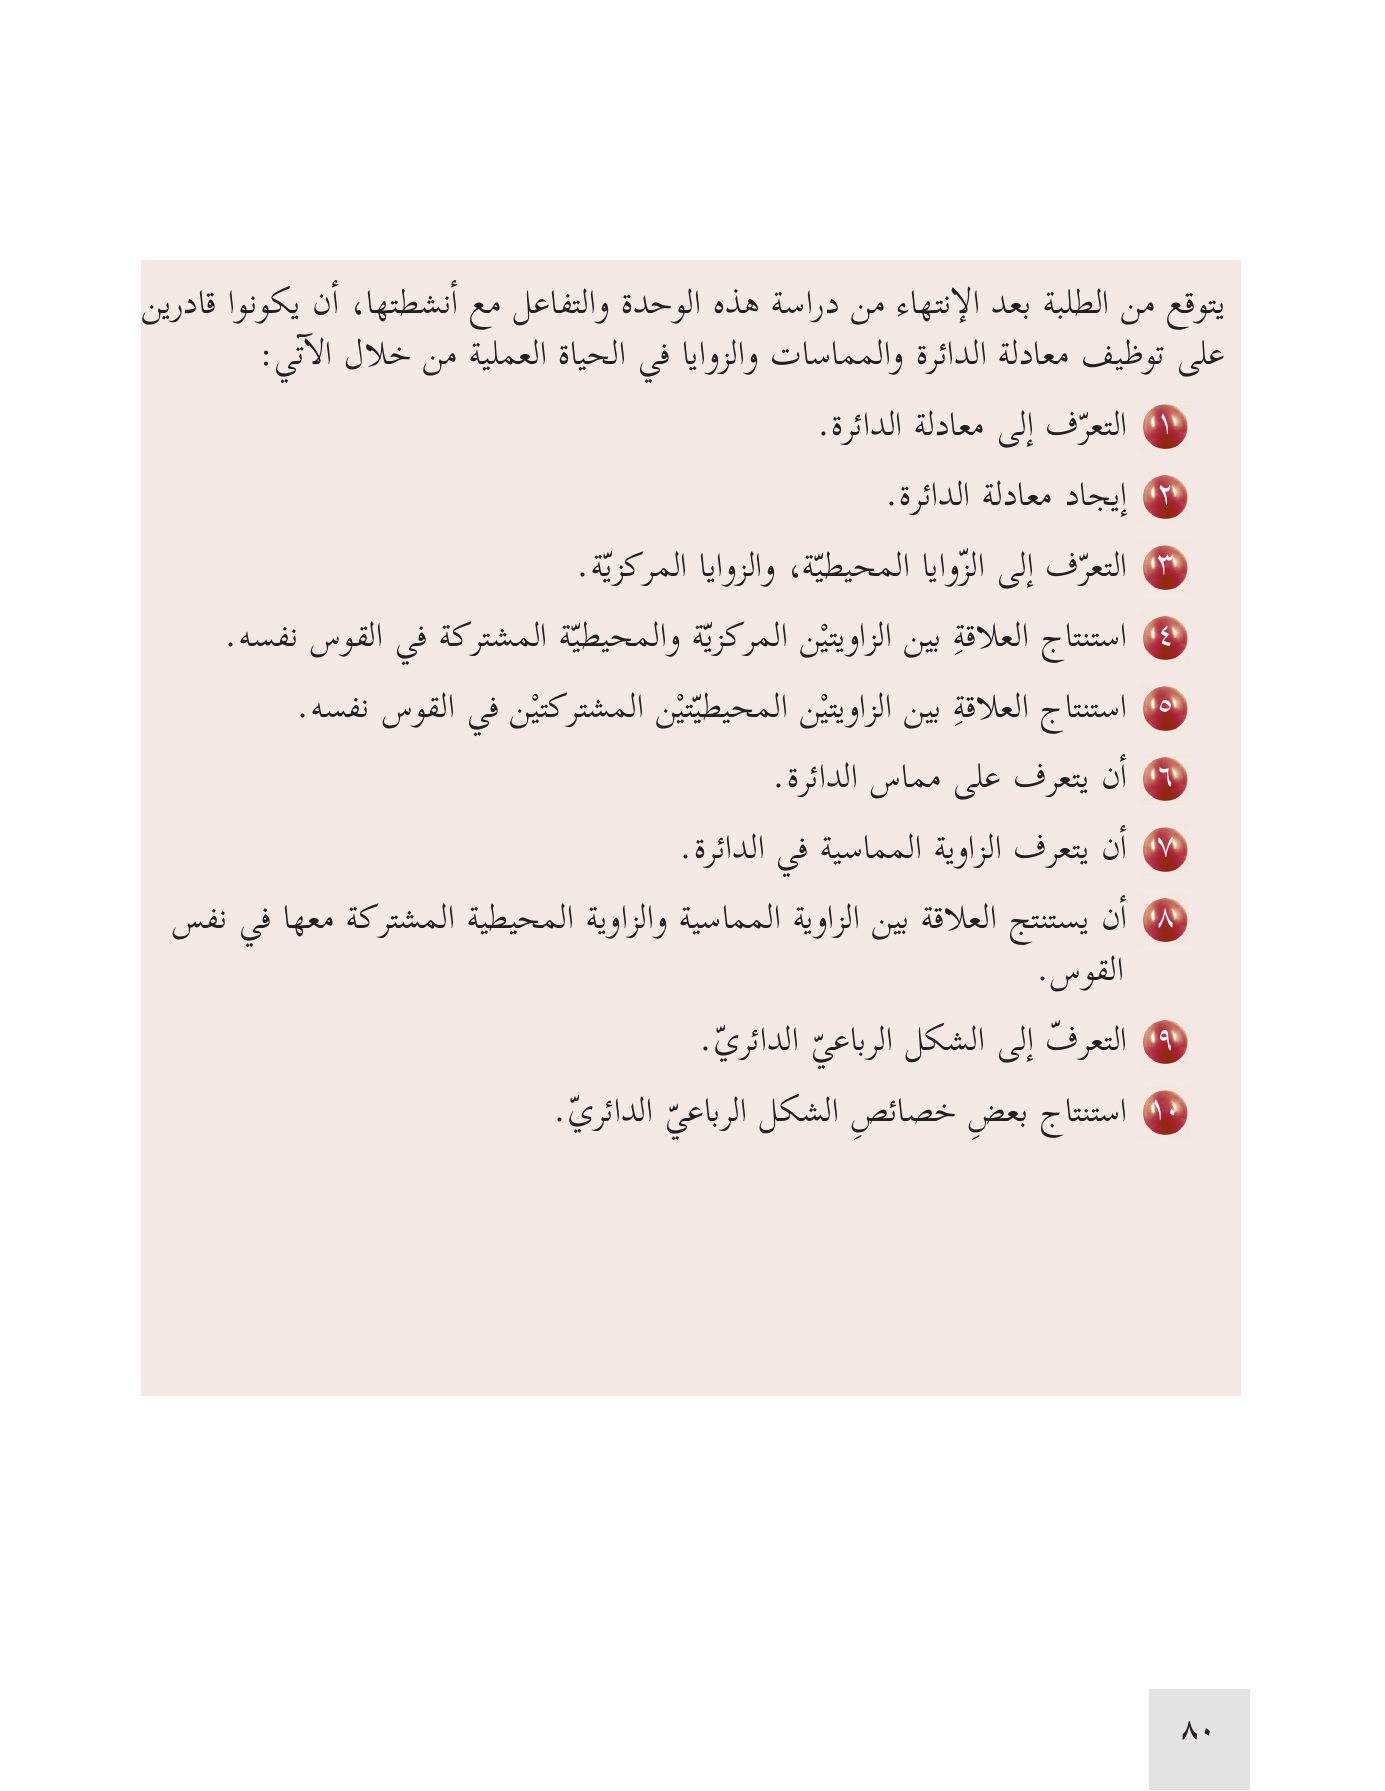 يتوقع من الطلبة بعد الإنتهاء من دراسة هذه الوحدة والتفاعل مع أنشطتها، أن يكونوا قادرين
على توظيف معادلة الدائرة والمماسات والزوايا في الحياة العملية من خلال الآتي:
١ التعرّف إلى معادلة الدائرة.
٢ إيجاد معادلة الدائرة.
٣ التعرّف إلى الزّوايا المحيطيّة، والزوايا المركزيّة.
٤ استنتاج العلاقةِ بين الزاويتيْن المركزيّة والمحيطيّة المشتركة في القوس نفسه.
٥ استنتاج العلاقةِ بين الزاويتيْن المحيطيّتيْن المشتركتيْن في القوس نفسه.
٦ أن يتعرف على مماس الدائرة.
٧ أن يتعرف الزاوية المماسية في الدائرة.
٨ أن يستنتج العلاقة بين الزاوية المماسية والزاوية المحيطية المشتركة معها في نفس
القوس.
٩ التعرفّ إلى الشكل الرباعيّ الدائريّ.
١٠ استنتاج بعضِ خصائصِ الشكل الرباعيّ الدائريّ.
٨٠